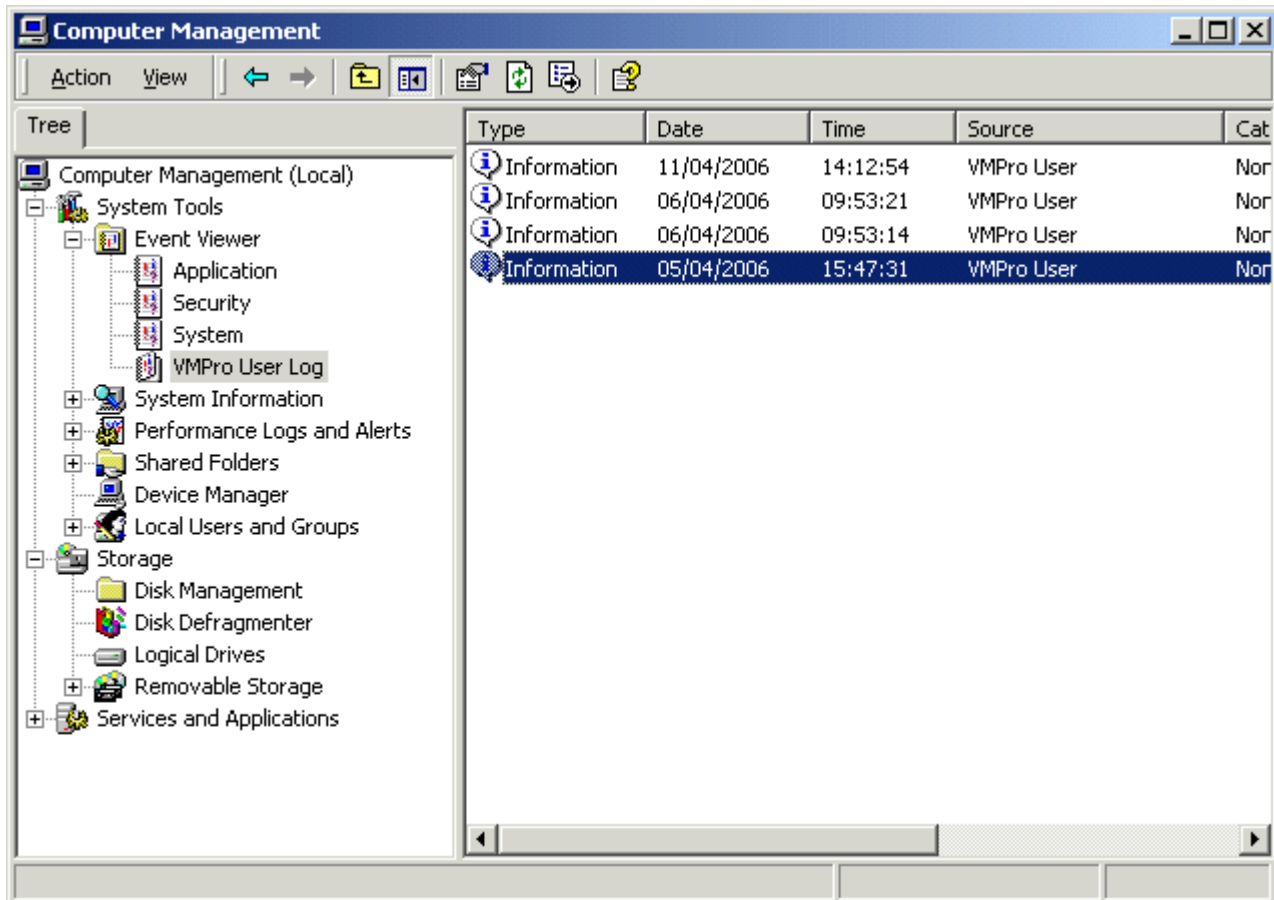 Computer Management
Action View
Tree
Computer Management (Local)
System Tools
Event Viewer
Application
Security
System
VMPro User Log
System Information
Performance Logs and Alerts
Shared Folders
Device Manager
Local Users and Groups
Storage
Disk Management
Disk Defragmenter
Logical Drives
Removable Storage
Services and Applications
Type Date Time Source Cat
Information 11/04/2006 14:12:54 VMPro User Nor
Information 06/04/2006 09:53:21 VMPro User Nor
Information 06/04/2006 09:53:14 VMPro User Nor
Information 05/04/2006 15:47:31 VMPro User Nor